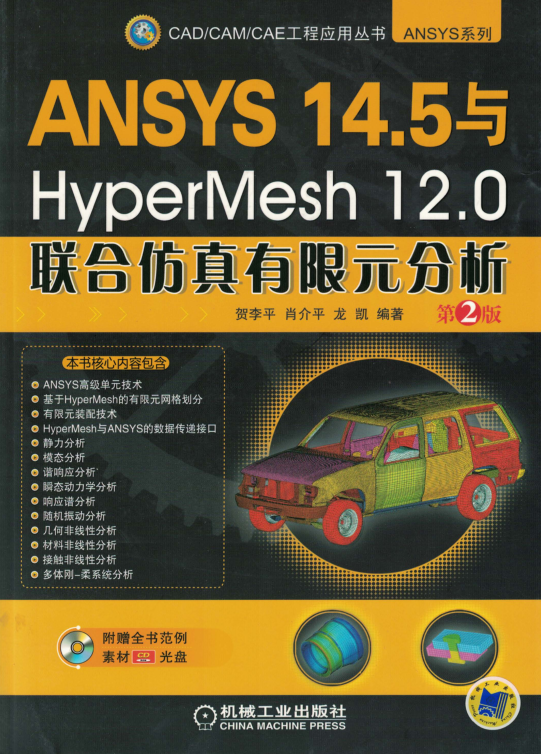 CAD/CAM/CAE工程应用丛书 ANSYS系列
ANSYS 14.5与
HyperMesh 12.0
联合仿真有限元分析
贺李平 肖介平 龙 凯 编著 第2版
本书核心内容包含
ANSYS高级单元技术
基于HyperMesh的有限元网格划分
有限元装配技术
HyperMesh与ANSYS的数据传递接口
静力分析
模态分析
谐响应分析
瞬态动力学分析
响应谱分析
随机振动分析
几何非线性分析
材料非线性分析
接触非线性分析
多体刚-柔系统分析
附赠全书范例
素材 CD 光盘
机械工业出版社
CHINA MACHINE PRESS